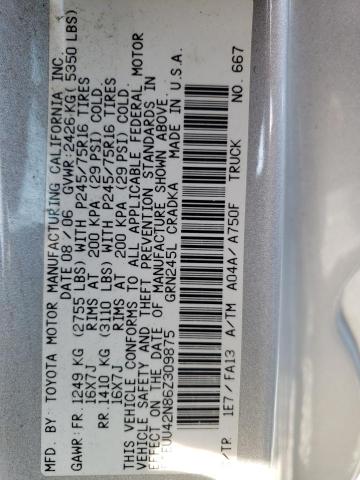 MFD. BY: TOYOTA MOTOR MANUFACTURING CALIFORNIA INC.
DATE 08 / 06 GVWR:2426 KG( 5350 LBS)
GAWR: FR. 1249 KG (2755 LBS) WITH P245/75R16 TIRES
16X7J RIMS AT 200 KPA (29 PSI) COLD.
RR. 1410 KG (3110 LBS) WITH P245/75R16 TIRES
16X7J RIMS AT 200 KPA (29 PSI) COLD.
THIS VEHICLE CONFORMS TO ALL APPLICABLE FEDERAL MOTOR
VEHICLE SAFETY AND THEFT PREVENTION STANDARDS IN
EFFECT ON THE DATE OF MANUFACTURE SHOWN ABOVE.
UU42N86Z309875 GRN245L CRADKA MADE IN U.S.A.
C/TR: 1E7 / FA13 A/TM A04A/ A750F TRUCK NO. 667